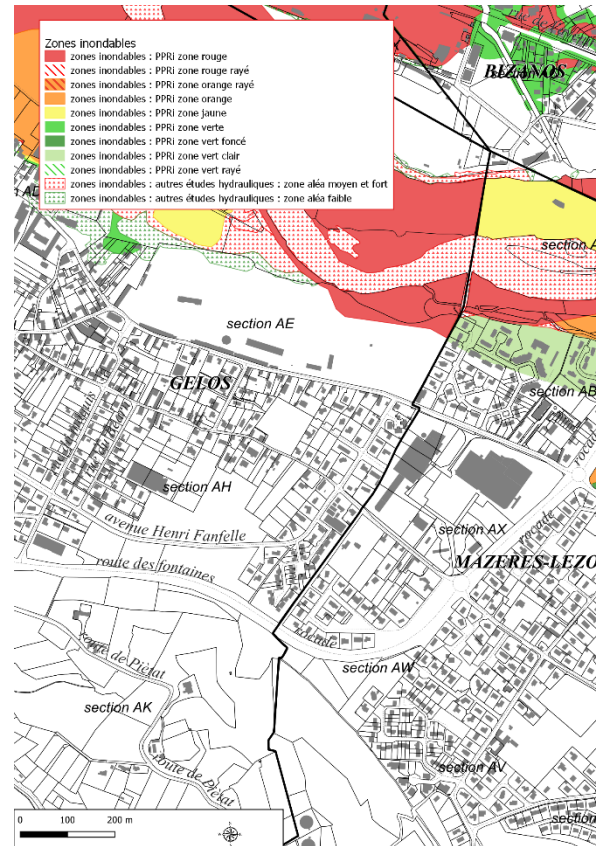 Zones inondables
zones inondables : PPRi zone rouge
zones inondables : PPRi zone rouge rayé
zones inondables : PPRi zone orange rayé
zones inondables : PPRi zone orange
zones inondables : PPRi zone jaune
zones inondables : PPRi zone verte
zones inondables : PPRi zone vert foncé
zones inondables : PPRi zone vert clair
zones inondables : PPRi zone vert rayé
zones inondables : autres études hydrauliques : zone aléa moyen et fort
zones inondables : autres études hydrauliques : zone aléa faible
BIZANOS
section AE
GELOS
section AB
section AH
avenue Henri Fanfelle
section AX
rocade
rocade
route des fontaines
MAZERES-LEZO
rocade
section AW
route de Piétat
section AK
route de Piétat
section AV
section
0 100 200 m